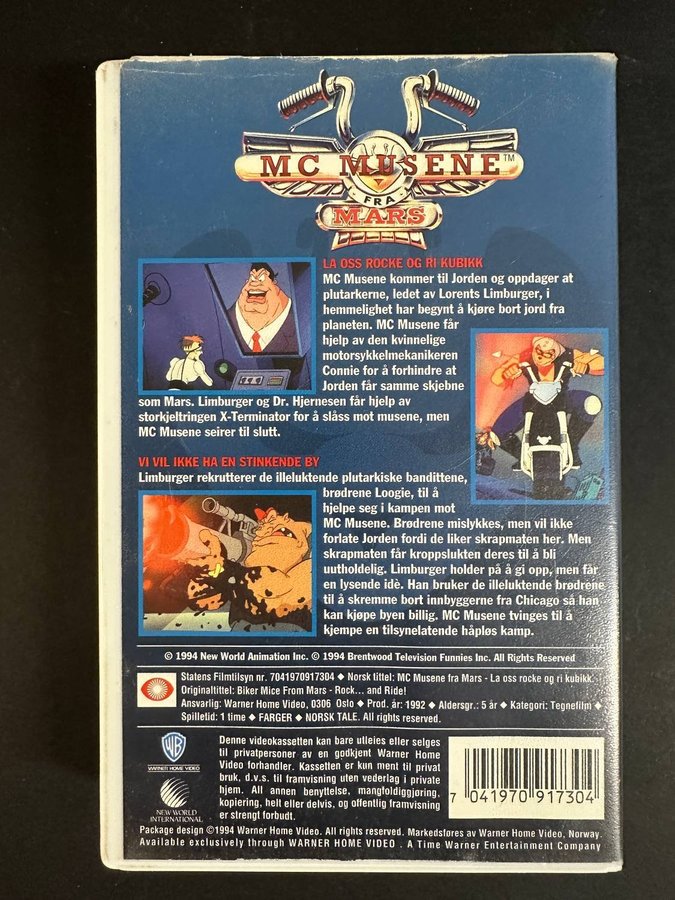 MC MUSENE™
FRA
MARS
LA OSS ROCKE OG RI KUBIKK
MC Musene kommer til Jorden og oppdager at
plutarkerne, ledet av Lorents Limburger, i
hemmelighet har begynt å kjøre bort jord fra
planeten. MC Musene får
hjelp av den kvinnelige
motorsykkelmekanikeren
Connie for å forhindre at
Jorden får samme skjebne
som Mars. Limburger og Dr. Hjernesen får hjelp av
storkjeltringen X-Terminator for å slåss mot musene, men
MC Musene seirer til slutt.
VI VIL IKKE HA EN STINKENDE BY
Limburger rekrutterer de illeluktende plutarkiske bandittene,
brødrene Loogie, til å
hjelpe seg i kampen mot
MC Musene. Brødrene mislykkes, men vil ikke
forlate Jorden fordi de liker skrapmaten her. Men
skrapmaten får kroppslukten deres til å bli
uutholdelig. Limburger holder på å gi opp, men får
en lysende idè. Han bruker de illeluktende brødrene
til å skremme bort innbyggerne fra Chicago så han
kan kjøpe byen billig. MC Musene tvinges til å
kjempe en tilsynelatende håpløs kamp.
© 1994 New World Animation Inc. © 1994 Brentwood Television Funnies Inc. All Rights Reserved
Statens Filmtilsyn nr. 7041970917304 ◆ Norsk tittel: MC Musene fra Mars - La oss rocke og ri kubikk.
Originaltittel: Biker Mice From Mars - Rock... and Ride!
Ansvarlig: Warner Home Video, 0306 Oslo ◆ Prod. år: 1992 ◆ Aldersgr.: 5 år ◆ Kategori: Tegnefilm ◆
Spilletid: 1 time ◆ FARGER ◆ NORSK TALE. All rights reserved.
WB
WARNER HOME VIDEO
NEW WORLD
INTERNATIONAL
Denne videokassetten kan bare utleies eller selges
til privatpersoner av en godkjent Warner Home
Video forhandler. Kassetten er kun ment til privat
bruk, d.v.s. til framvisning uten vederlag i private
hjem. All annen benyttelse, mangfoldiggjøring,
kopiering, helt eller delvis, og offentlig framvisning
er strengt forbudt.
7 041970 917304
Package design ©1994 Warner Home Video. All rights reserved. Markedsføres av Warner Home Video, Norway.
Available exclusively through WARNER HOME VIDEO . A Time Warner Entertainment Company